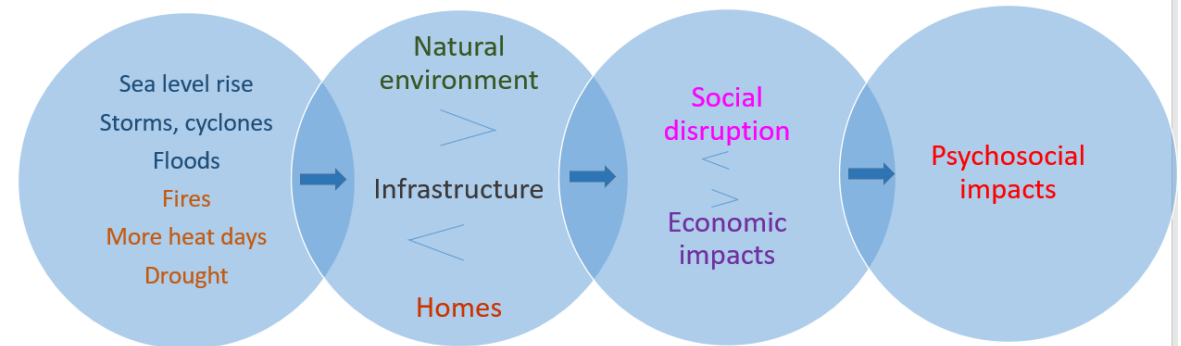 Sea level rise
Storms, cyclones
Floods
Fires
More heat days
Drought
Natural
environment
Infrastructure
Homes
Social
disruption
Economic
impacts
Psychosocial
impacts